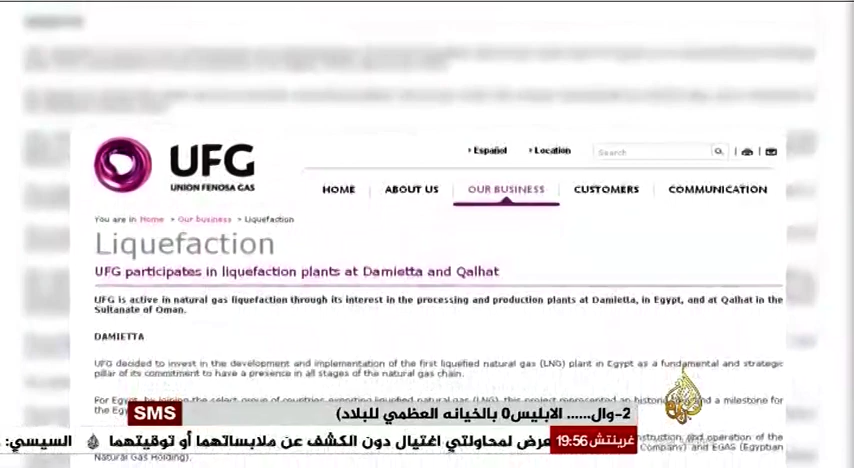 UFG
UNION FENOSA GAS
Español
Location
Search
HOME
ABOUT US
OUR BUSINESS
CUSTOMERS
COMMUNICATION
You are in Home > Our business > Liquefaction
Liquefaction
UFG participates in liquefaction plants at Damietta and Qalhat
UFG is active in natural gas liquefaction through its interest in the processing and production plants at Damietta, in Egypt, and at Qalhat in the
Sultanate of Oman.
DAMIETTA
UFG decided to invest in the development and implementation of the first liquefied natural gas (LNG) plant in Egypt as a fundamental and strategic
pillar of its commitment to have a presence in all stages of the natural gas chain.
For Egypt, by joining the select group of countries exporting liquefied natural gas (LNG), this project represented an historic and a milestone for
the
SMS
2-وال...... الابليس0 بالخيانه العظمي للبلاد)
operation of the
غرينتش 19:56
عرض لمحاولتي اغتيال دون الكشف عن ملابساتهما أو توقيتهما
السيسي:
Company) and EGAS (Egyptian
Natural Gas Holding).